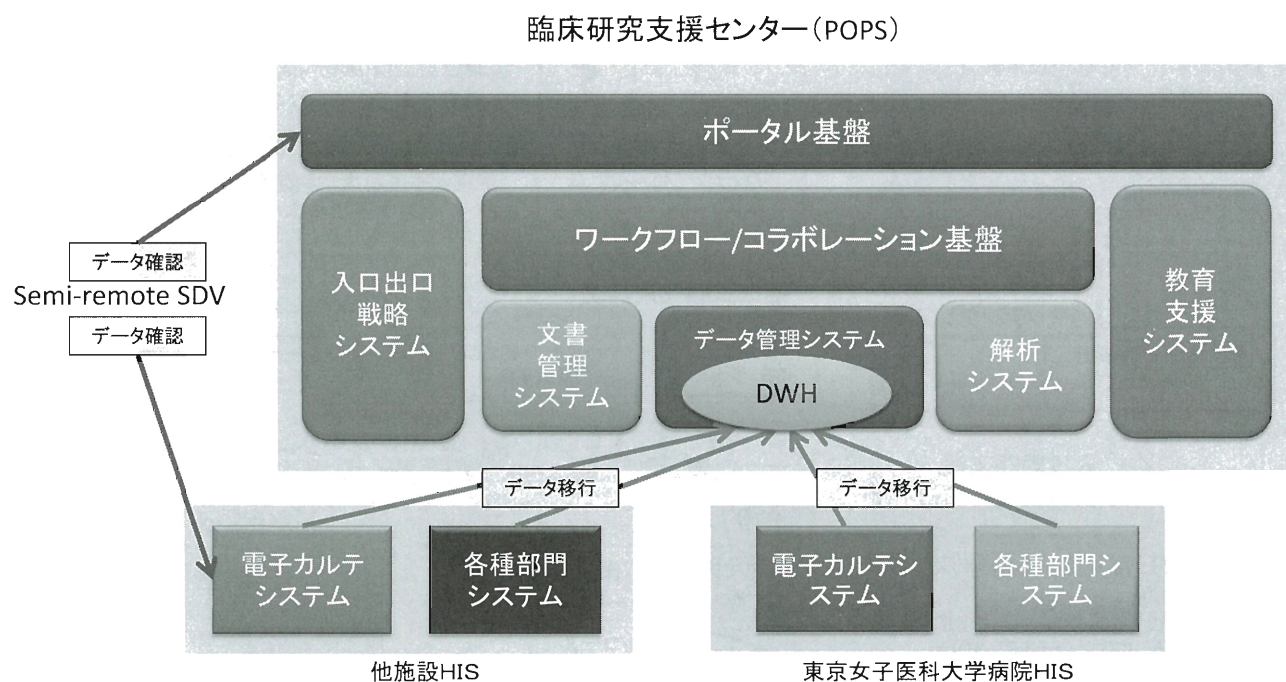 臨床研究支援センター（POPS）
ポータル基盤
データ確認
Semi-remote SDV
データ確認
入口出口
戦略
システム
ワークフロー/コラボレーション基盤
教育
支援
システム
文書
管理
システム
データ管理システム
DWH
解析
システム
データ移行
データ移行
電子カルテ
システム
各種部門
システム
電子カルテシ
ステム
各種部門シ
ステム
他施設HIS
東京女子医科大学病院HIS